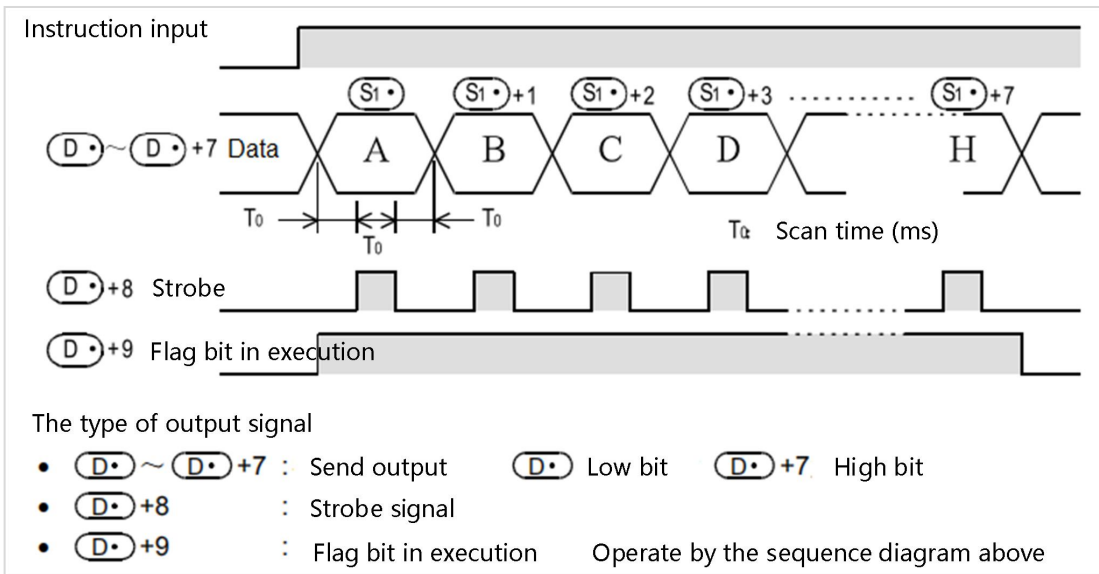 Instruction input
S1• S1•+1 S1•+2 S1•+3 S1•+7
D•~D•+7 Data A B C D H
T0 T0
T0
T0: Scan time (ms)
D•+8 Strobe
D•+9 Flag bit in execution
The type of output signal
• D•~D•+7 : Send output D• Low bit D•+7 High bit
• D•+8 : Strobe signal
• D•+9 : Flag bit in execution Operate by the sequence diagram above